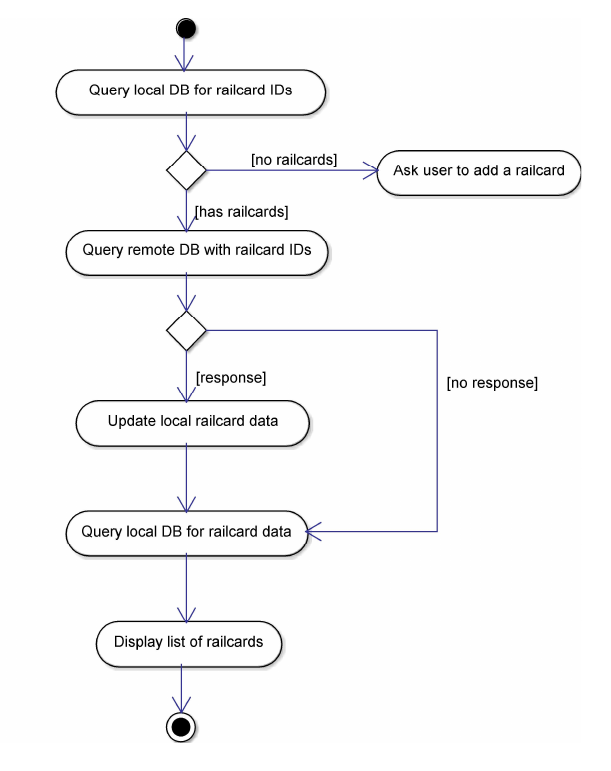 Query local DB for railcard IDs
[no railcards]
Ask user to add a railcard
[has railcards]
Query remote DB with railcard IDs
[response]
[no response]
Update local railcard data
Query local DB for railcard data
Display list of railcards